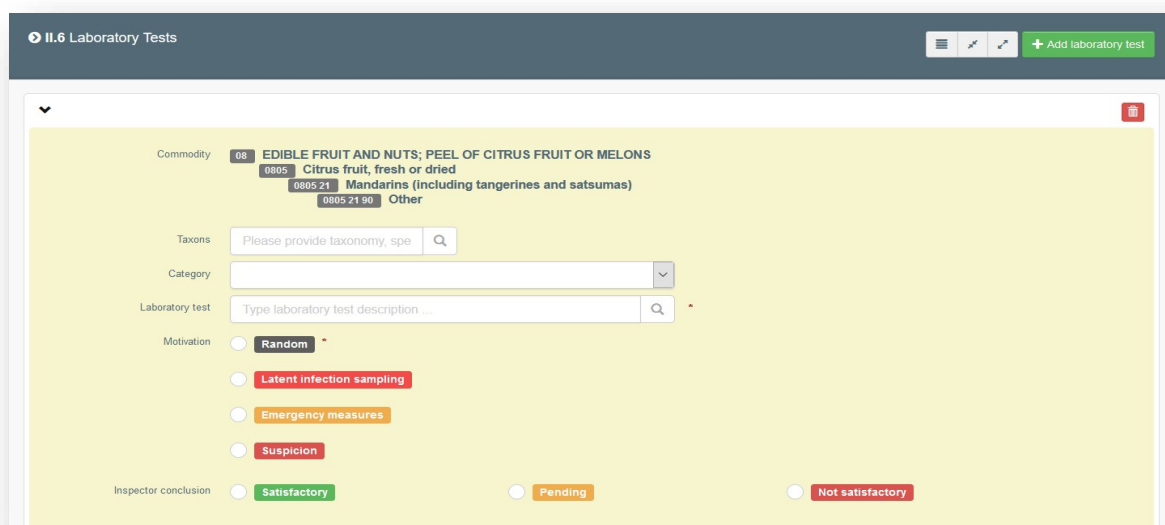 II.6 Laboratory Tests
Add laboratory test
Commodity
08 EDIBLE FRUIT AND NUTS; PEEL OF CITRUS FRUIT OR MELONS
0805 Citrus fruit, fresh or dried
0805 21 Mandarins (including tangerines and satsumas)
0805 21 90 Other
Taxons Please provide taxonomy, spe
Category
Laboratory test Type laboratory test description ... *
Motivation Random *
Latent infection sampling
Emergency measures
Suspicion
Inspector conclusion Satisfactory Pending Not satisfactory